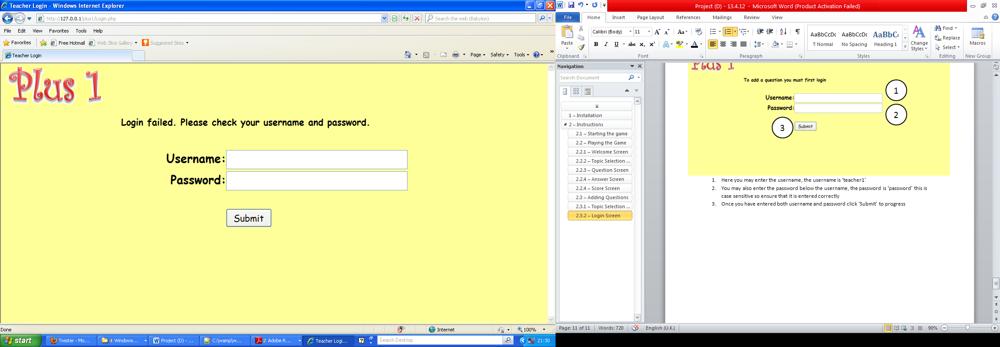 Teacher Login - Windows Internet Explorer
http://127.0.0.1/plus1/Login.php
Search the web (Babylon)
File Edit View Favorites Tools Help
Favorites Free Hotmail Web Slice Gallery Suggested Sites
Teacher Login
Page Safety Tools
Plus 1
Login failed. Please check your username and password.
Username:
Password:
Submit
Done
Internet
100%
start
Twister - Mo...
4 Windows...
Project (D) - ...
C:\wamp\w...
2 Adobe R...
Teacher Logi...
Search Desktop
21:30
Project (D) - 13.4.12 - Microsoft Word (Product Activation Failed)
File Home Insert Page Layout References Mailings Review View
Paste
Clipboard
Calibri (Body) 11
Font
Paragraph
AaBbCcDc AaBbCcDc AaBbC
¶ Normal No Spacing Heading 1
Change
Styles
Styles
Find
Replace
Select
Editing
Macros
New Group
Navigation
Search Document
1 – Installation
2 – Instructions
2.1 – Starting the game
2.2 – Playing the Game
2.2.1 – Welcome Screen
2.2.2 – Topic Selection ...
2.2.3 – Question Screen
2.2.4 – Answer Screen
2.2.4 – Score Screen
2.3 – Adding Questions
2.3.1 – Topic Selection ...
2.3.2 – Login Screen
Plus 1
To add a question you must first login
Username:
1
Password:
2
3
Submit
1. Here you may enter the username, the username is ‘teacher1’
2. You may also enter the password below the username, the password is ‘password’ this is
case sensitive so ensure that it is entered correctly
3. Once you have entered both username and password click ‘Submit’ to progress
Page: 11 of 11 Words: 720 English (U.K.) 90%